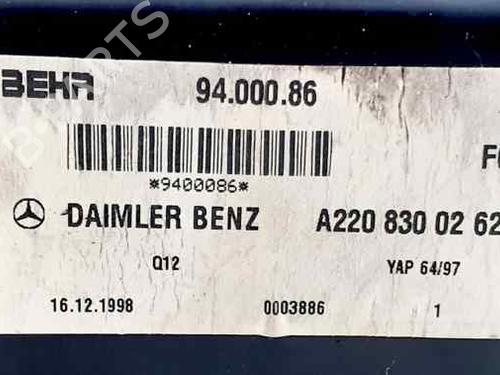 BEHR 94.000.86
*9400086*
DAIMLER BENZ A220 830 02 62
Q12 YAP 64/97
16.12.1998 0003886 1